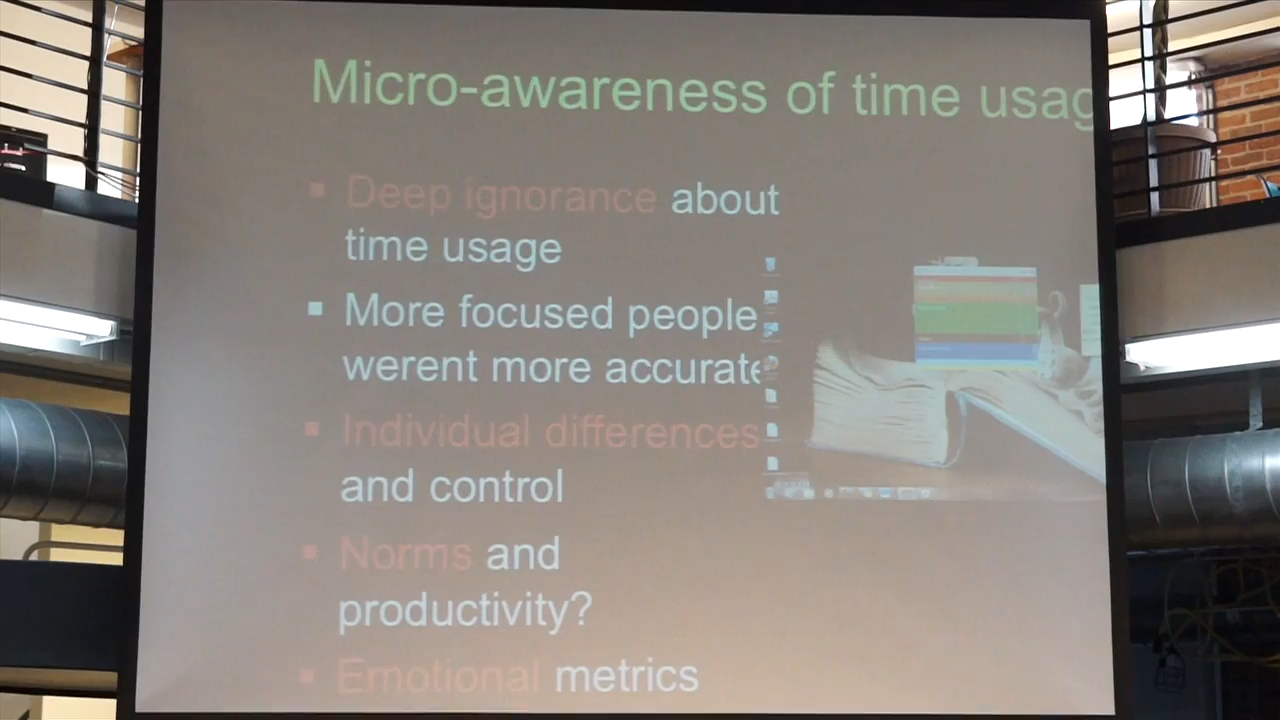 Micro-awareness of time usag
Deep ignorance about
time usage
More focused people
werent more accurate
Individual differences
and control
Norms and
productivity?
Emotional metrics